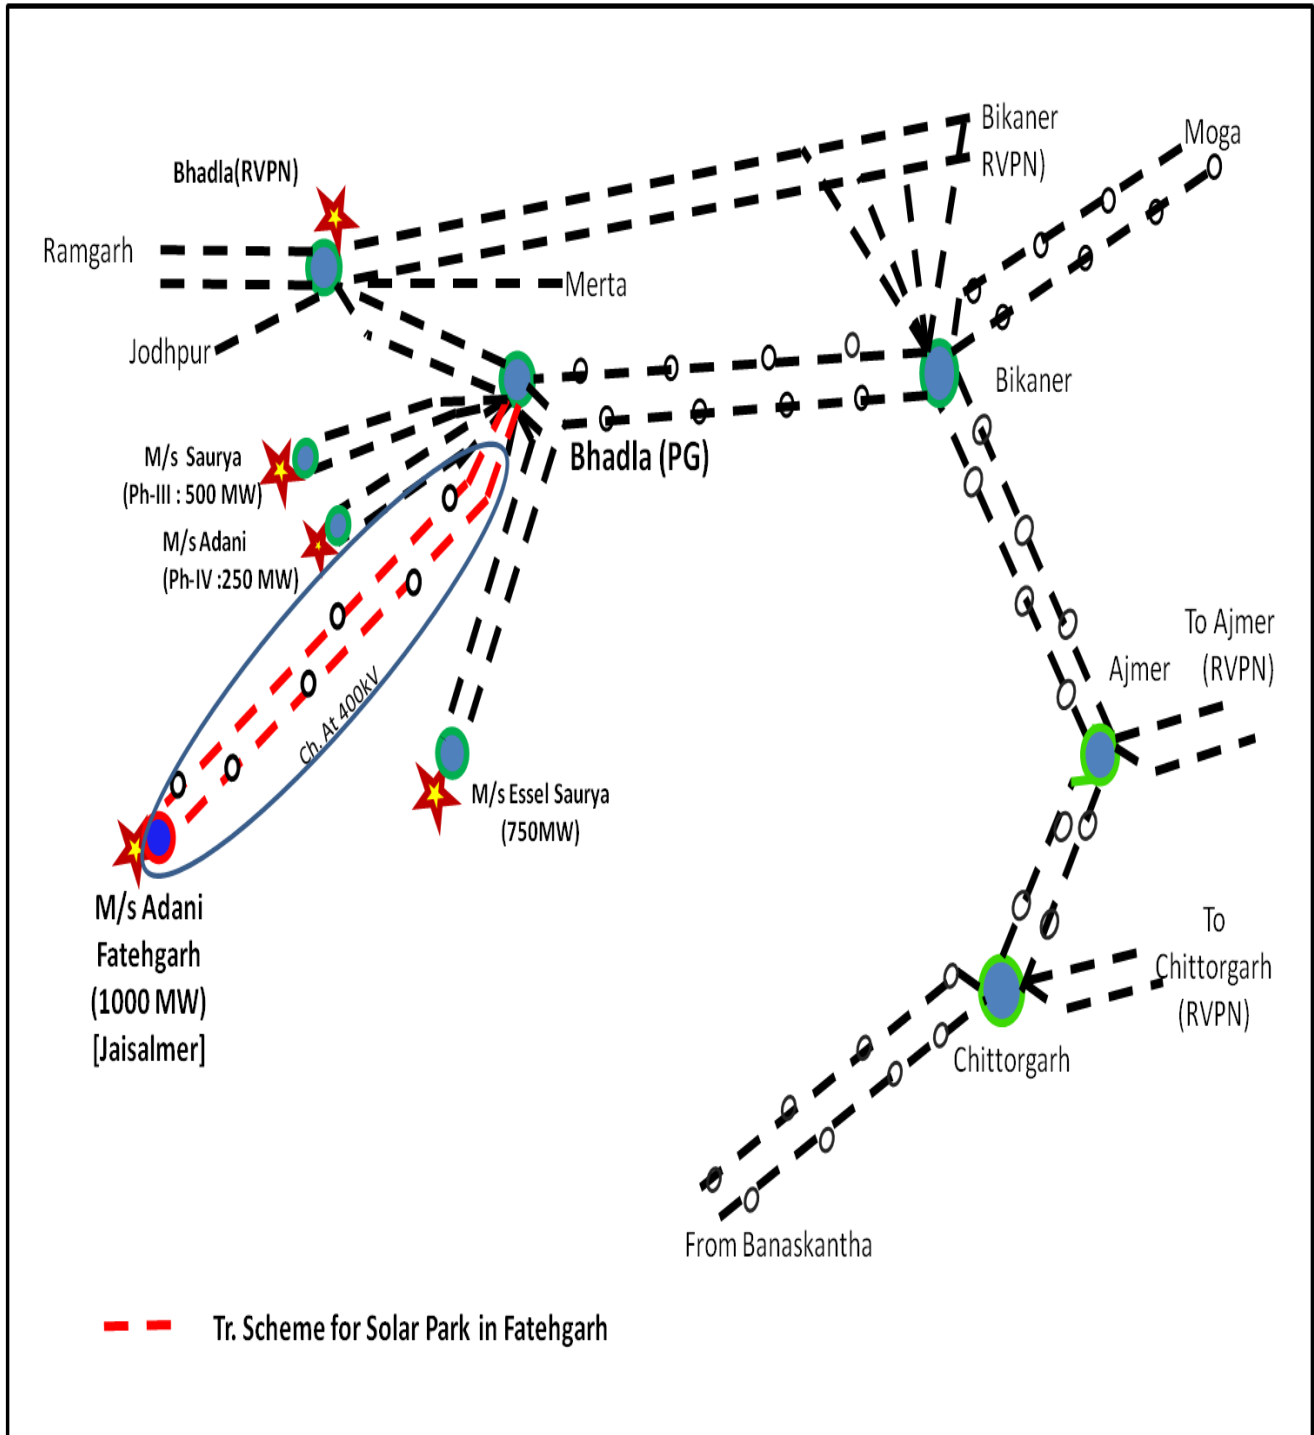 Bikaner
RVPN)
Moga
Bhadla(RVPN)
Ramgarh
Merta
Jodhpur
Bikaner
M/s Saurya
(Ph-III : 500 MW)
Bhadla (PG)
M/s Adani
(Ph-IV :250 MW)
To Ajmer
(RVPN)
Ajmer
Ch. At 400kV
M/s Essel Saurya
(750MW)
M/s Adani
Fatehgarh
(1000 MW)
[Jaisalmer]
To
Chittorgarh
(RVPN)
Chittorgarh
From Banaskantha
Tr. Scheme for Solar Park in Fatehgarh